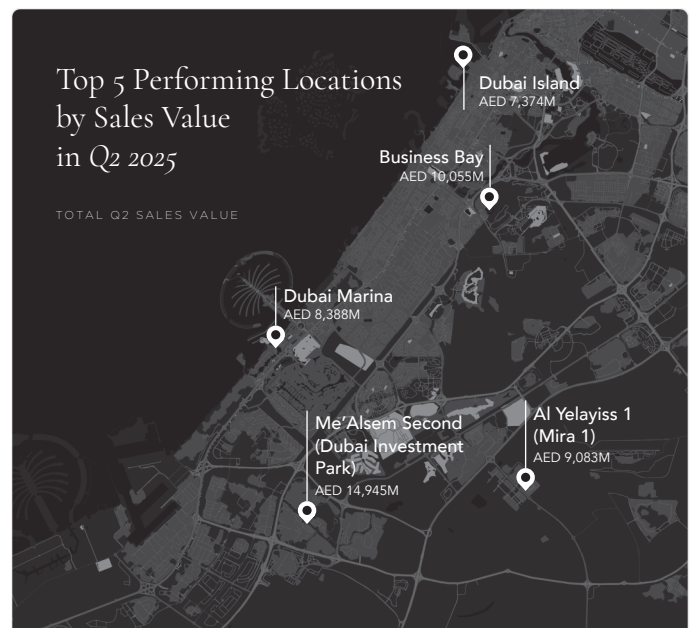 Top 5 Performing Locations
by Sales Value
in Q2 2025
TOTAL Q2 SALES VALUE
Dubai Island
AED 7,374M
Business Bay
AED 10,055M
Dubai Marina
AED 8,388M
Me’Alsem Second
(Dubai Investment
Park)
AED 14,945M
Al Yelayiss 1
(Mira 1)
AED 9,083M